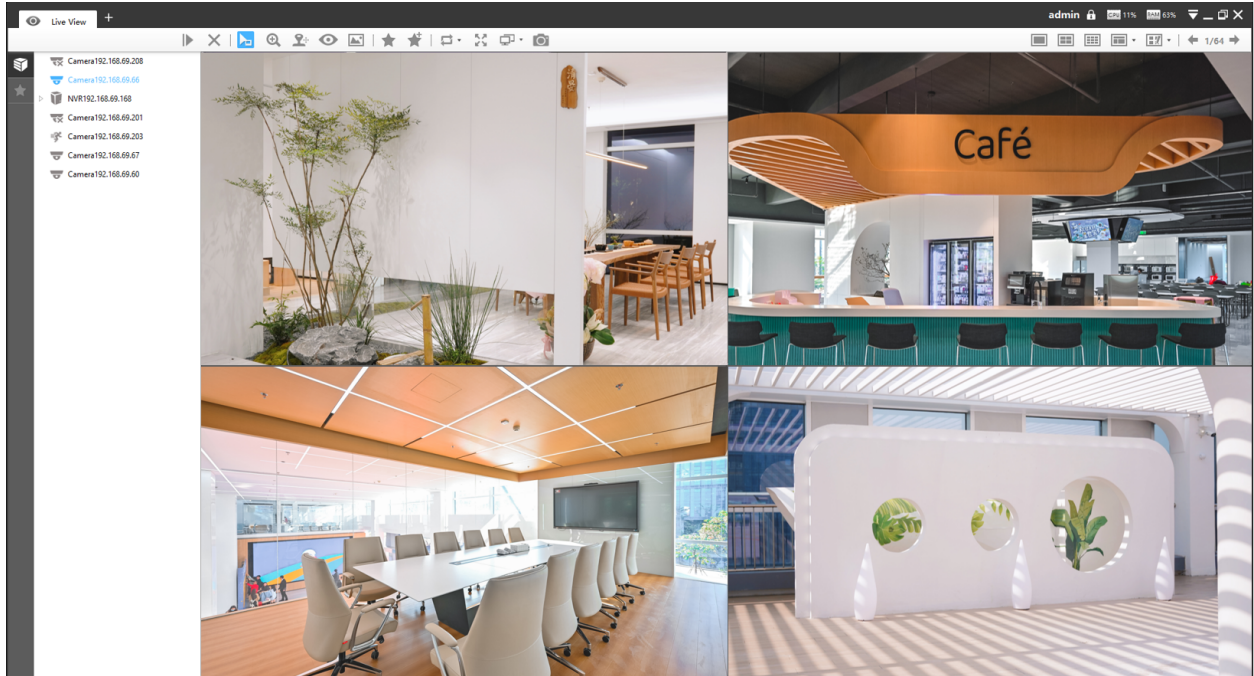 Live View +
admin CPU 11% RAM 63%
1/64
Camera192.168.69.208
Camera192.168.69.66
NVR192.168.69.168
Camera192.168.69.201
Camera192.168.69.203
Camera192.168.69.67
Camera192.168.69.60
Café